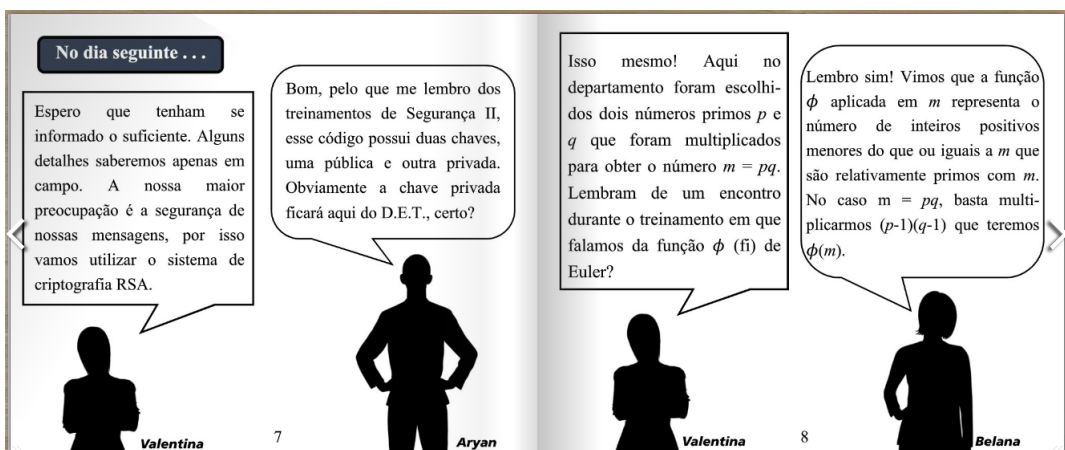 No dia seguinte . . .
Espero que tenham se
informado o suficiente. Alguns
detalhes saberemos apenas em
campo. A nossa maior
preocupação é a segurança de
nossas mensagens, por isso
vamos utilizar o sistema de
criptografia RSA.
Valentina
Bom, pelo que me lembro dos
treinamentos de Segurança II,
esse código possui duas chaves,
uma pública e outra privada.
Obviamente a chave privada
ficará aqui do D.E.T., certo?
Aryan
7
Isso mesmo! Aqui no
departamento foram escolhi-
dos dois números primos p e
q que foram multiplicados
para obter o número m = pq.
Lembram de um encontro
durante o treinamento em que
falamos da função ϕ (fi) de
Euler?
Valentina
Lembro sim! Vimos que a função
ϕ aplicada em m representa o
número de inteiros positivos
menores do que ou iguais a m que
são relativamente primos com m.
No caso m = pq, basta multi-
plicarmos (p-1)(q-1) que teremos
ϕ(m).
Belana
8